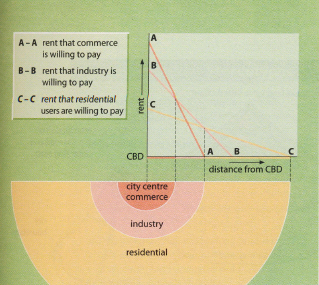 A – A rent that commerce
is willing to pay
B – B rent that industry is
willing to pay
C – C rent that residential
users are willing to pay
A
B
C
rent
CBD
A
B
C
distance from CBD
city centre
commerce
industry
residential